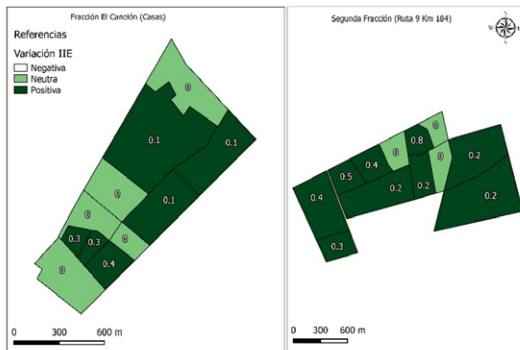 Fracción El Canción (Casas)
Referencias
Variación IIE
Negativa
Neutra
Positiva
0
0.1
0.1
0
0.1
0
0.3
0.3
0
0.4
0
0 300 600 m
Segunda Fracción (Ruta 9 Km 184)
N
0
0.8
0
0.4
0.5
0
0.2
0.2
0.2
0.4
0.2
0.3
0 300 600 m